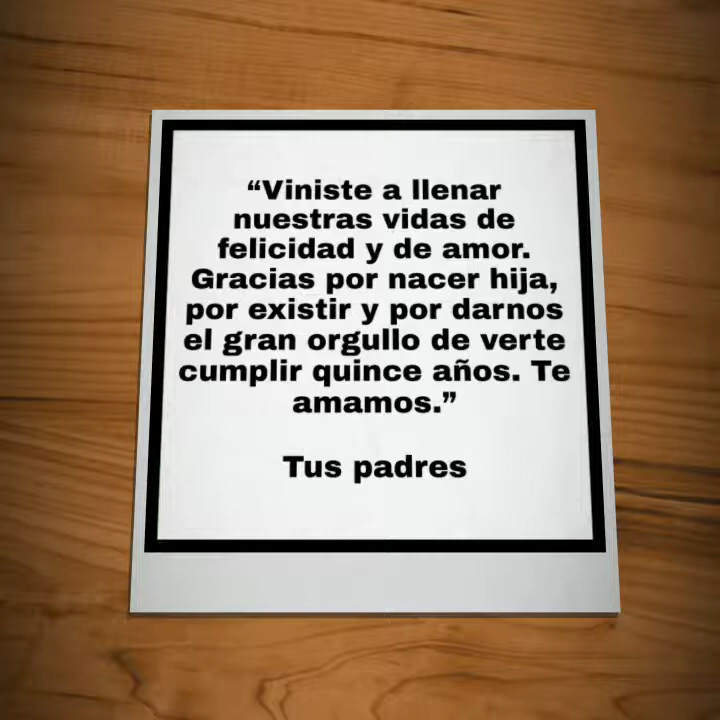 “Viniste a llenar
nuestras vidas de
felicidad y de amor.
Gracias por nacer hija,
por existir y por darnos
el gran orgullo de verte
cumplir quince años. Te
amamos.”
Tus padres